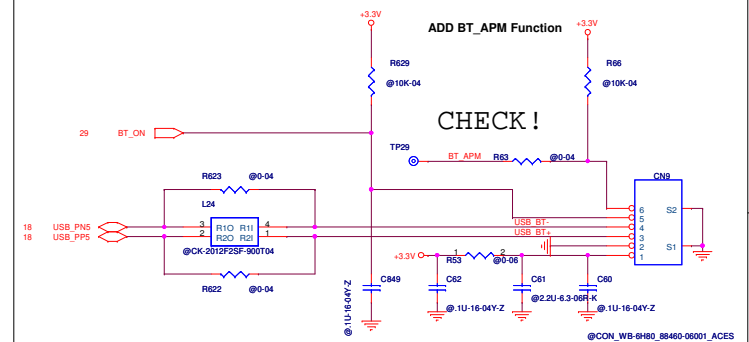 +3.3V
ADD BT_APM Function
+3.3V
R629
@10K-04
R66
@10K-04
CHECK!
29 BT_ON
TP29
BT_APM
R63
@0-04
R623
@0-04
CN9
L24
18 USB_PN5
3 R1O R1I 4
18 USB_PP5
2 R2O R2I 1
@CK-2012F2SF-900T04
USB_BT-
USB_BT+
6
5
4
3
2
1
S2
S1
R622
@0-04
+3.3V
1
2
R53
@0-06
C849
@.1U-16-04Y-Z
C62
@.1U-16-04Y-Z
C61
@2.2U-6.3-06R-K
C60
@.1U-16-04Y-Z
@CON_WB-6H80_88460-06001_ACES